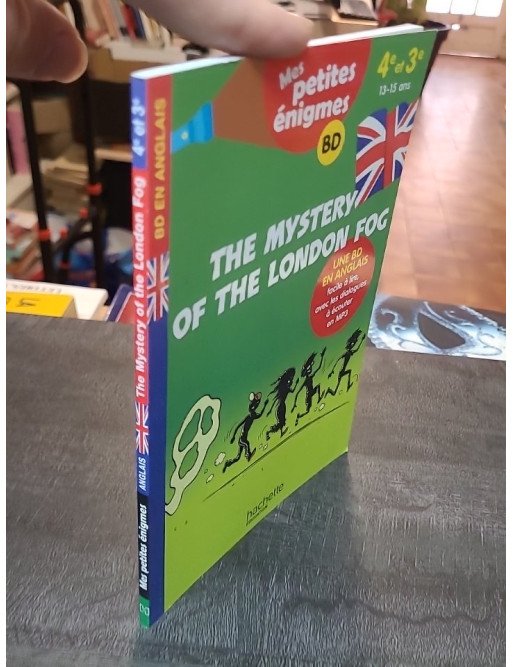 Mes
petites
énigmes
BD
4e et 3e
13-15 ans
THE MYSTERY
OF THE LONDON FOG
UNE BD
EN ANGLAIS
facile à lire,
avec les dialogues
à écouter
en MP3
hachette
BD EN ANGLAIS
4e et 3e
The Mystery of the London Fog
ANGLAIS
Mes petites énigmes